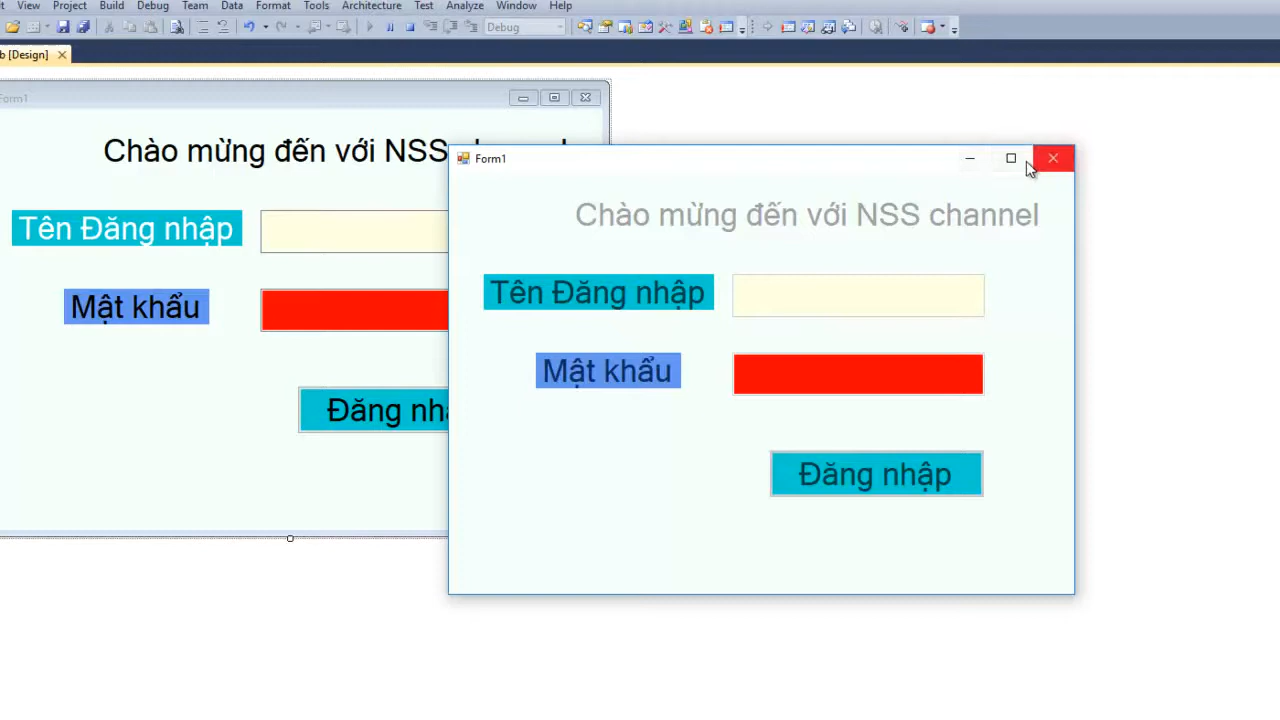 View Project Build Debug Team Data Format Tools Architecture Test Analyze Window Help
Debug
b [Design]
Form1
Chào mừng đến với NSS
Tên Đăng nhập
Mật khẩu
Đăng nhậ
Form1
Chào mừng đến với NSS channel
Tên Đăng nhập
Mật khẩu
Đăng nhập